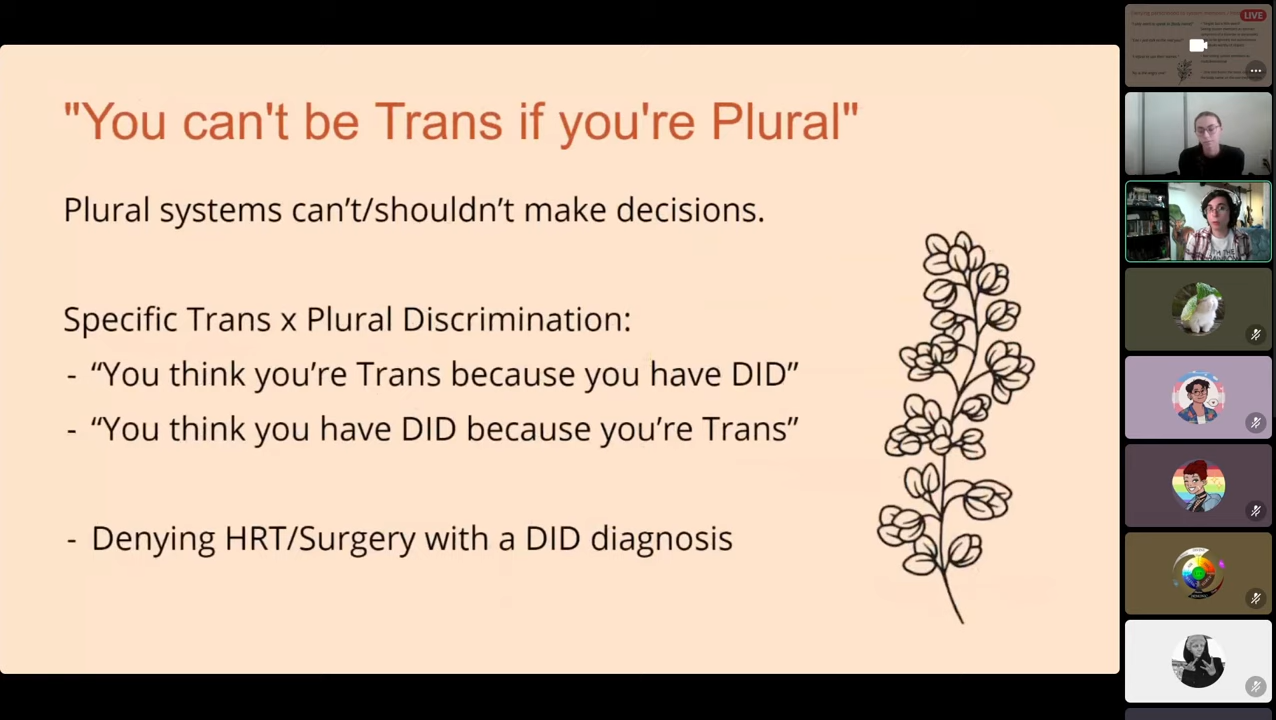 "You can't be Trans if you're Plural"
Plural systems can’t/shouldn’t make decisions.
Specific Trans x Plural Discrimination:
- “You think you’re Trans because you have DID”
- “You think you have DID because you’re Trans”
- Denying HRT/Surgery with a DID diagnosis
LIVE